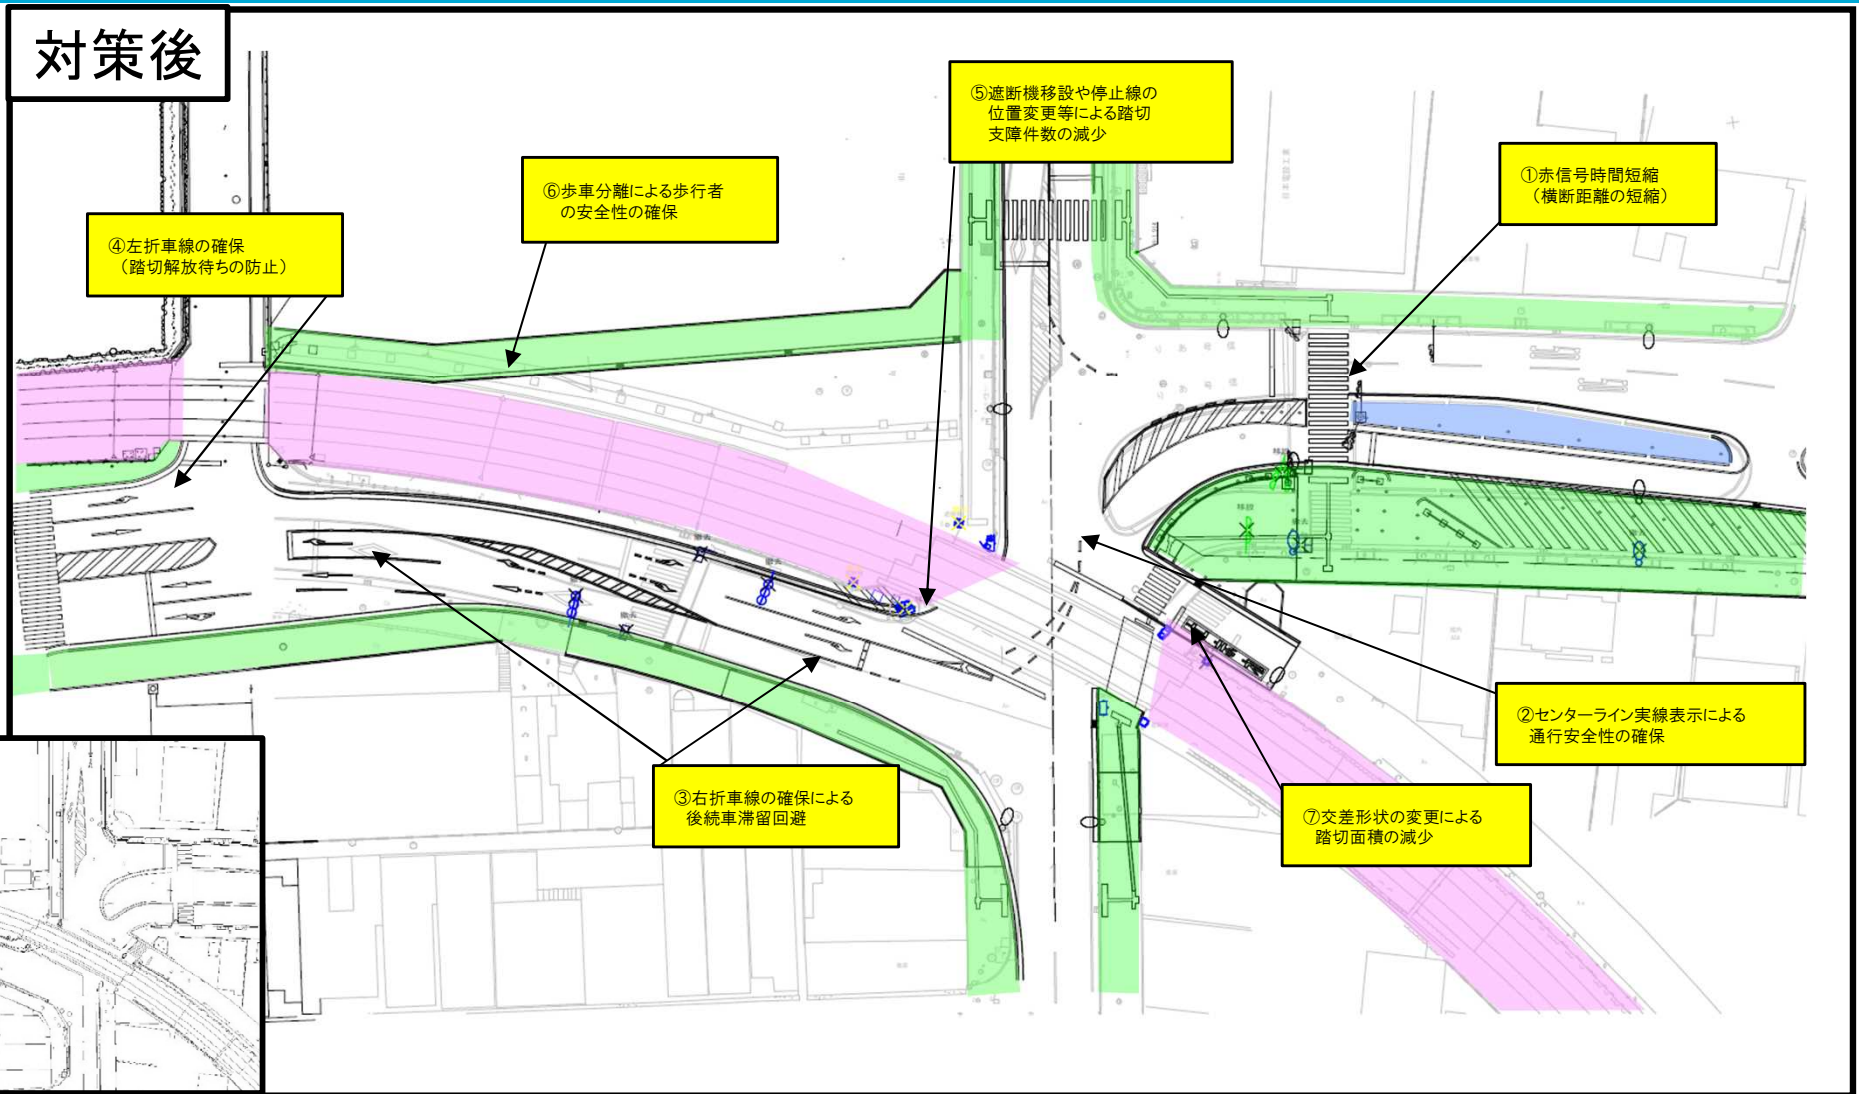 対策後
⑤遮断機移設や停止線の
位置変更等による踏切
支障件数の減少
①赤信号時間短縮
（横断距離の短縮）
⑥歩車分離による歩行者
の安全性の確保
④左折車線の確保
（踏切解放待ちの防止）
②センターライン実線表示による
通行安全性の確保
③右折車線の確保による
後続車滞留回避
⑦交差形状の変更による
踏切面積の減少